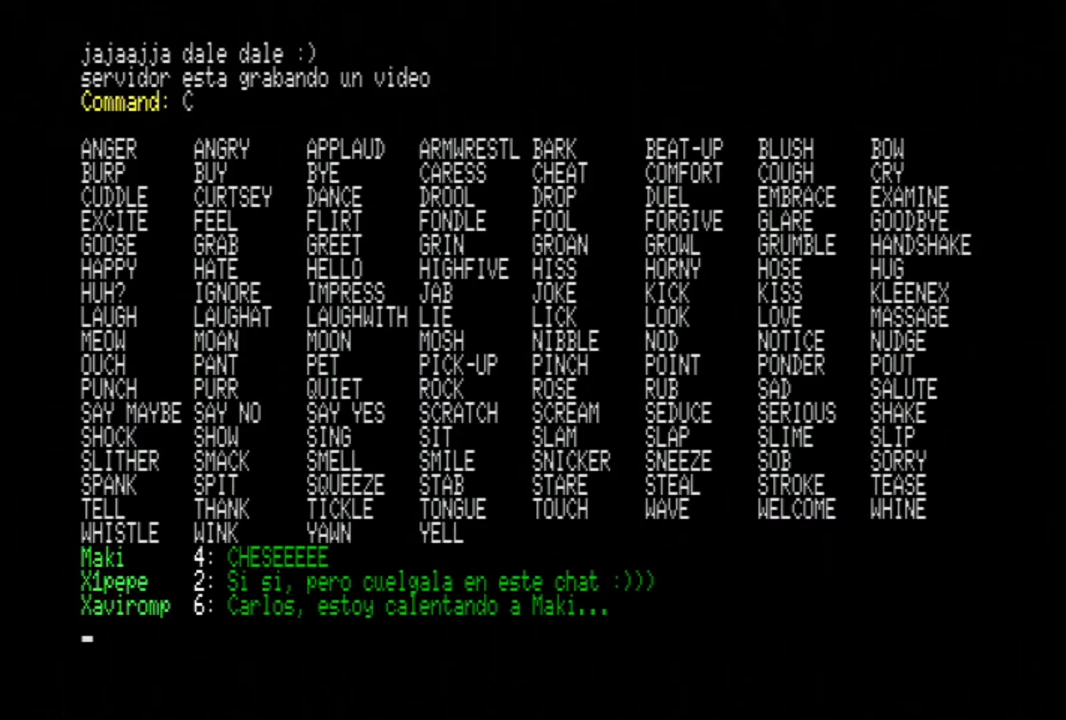 jajaajja dale dale :)
servidor esta grabando un video
Command: C
ANGER ANGRY APPLAUD ARMWRESTL BARK BEAT-UP BLUSH BOW
BURP BUY BYE CARESS CHEAT COMFORT COUGH CRY
CUDDLE CURTSEY DANCE DROOL DROP DUEL EMBRACE EXAMINE
EXCITE FEEL FLIRT FONDLE FOOL FORGIVE GLARE GOODBYE
GOOSE GRAB GREET GRIN GROAN GROWL GRUMBLE HANDSHAKE
HAPPY HATE HELLO HIGHFIVE HISS HORNY HOSE HUG
HUH? IGNORE IMPRESS JAB JOKE KICK KISS KLEENEX
LAUGH LAUGHAT LAUGHWITH LIE LICK LOOK LOVE MASSAGE
MEOW MOAN MOON MOSH NIBBLE NOD NOTICE NUDGE
OUCH PANT PET PICK-UP PINCH POINT PONDER POUT
PUNCH PURR QUIET ROCK ROSE RUB SAD SALUTE
SAY MAYBE SAY NO SAY YES SCRATCH SCREAM SEDUCE SERIOUS SHAKE
SHOCK SHOW SING SIT SLAM SLAP SLIME SLIP
SLITHER SMACK SMELL SMILE SNICKER SNEEZE SOB SORRY
SPANK SPIT SQUEEZE STAB STARE STEAL STROKE TEASE
TELL THANK TICKLE TONGUE TOUCH WAVE WELCOME WHINE
WHISTLE WINK YAWN YELL
Maki 4: CHESEEEEE
X1pepe 2: Si si, pero cuelgala en este chat :)))
Xaviromp 6: Carlos, estoy calentando a Maki...